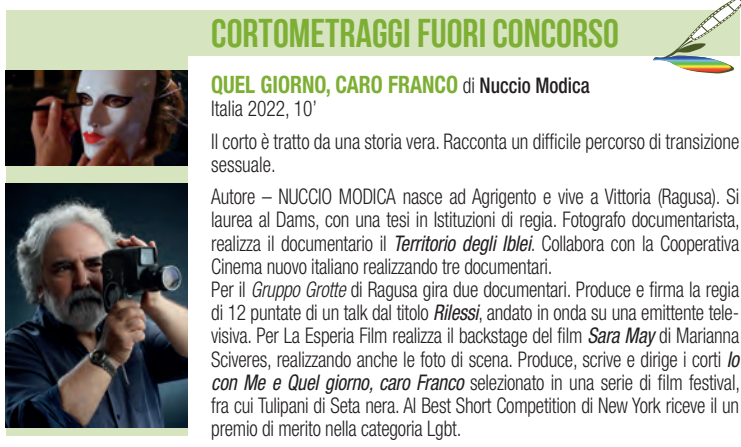 CORTOMETRAGGI FUORI CONCORSO
QUEL GIORNO, CARO FRANCO di Nuccio Modica
Italia 2022, 10’
Il corto è tratto da una storia vera. Racconta un difficile percorso di transizione
sessuale.
Autore – NUCCIO MODICA nasce ad Agrigento e vive a Vittoria (Ragusa). Si
laurea al Dams, con una tesi in Istituzioni di regia. Fotografo documentarista,
realizza il documentario il Territorio degli Iblei. Collabora con la Cooperativa
Cinema nuovo italiano realizzando tre documentari.
Per il Gruppo Grotte di Ragusa gira due documentari. Produce e firma la regia
di 12 puntate di un talk dal titolo Rilessi, andato in onda su una emittente tele-
visiva. Per La Esperia Film realizza il backstage del film Sara May di Marianna
Sciveres, realizzando anche le foto di scena. Produce, scrive e dirige i corti Io
con Me e Quel giorno, caro Franco selezionato in una serie di film festival,
fra cui Tulipani di Seta nera. Al Best Short Competition di New York riceve il un
premio di merito nella categoria Lgbt.